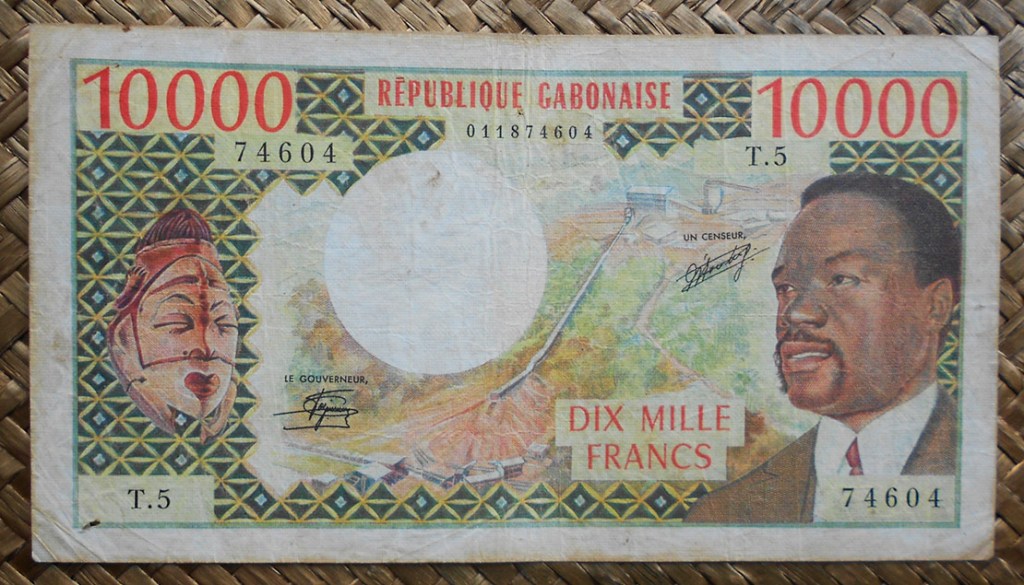 10000
RÉPUBLIQUE GABONAISE
10000
011874604
74604
T.5
UN CENSEUR,
LE GOUVERNEUR,
DIX MILLE
FRANCS
T.5
74604